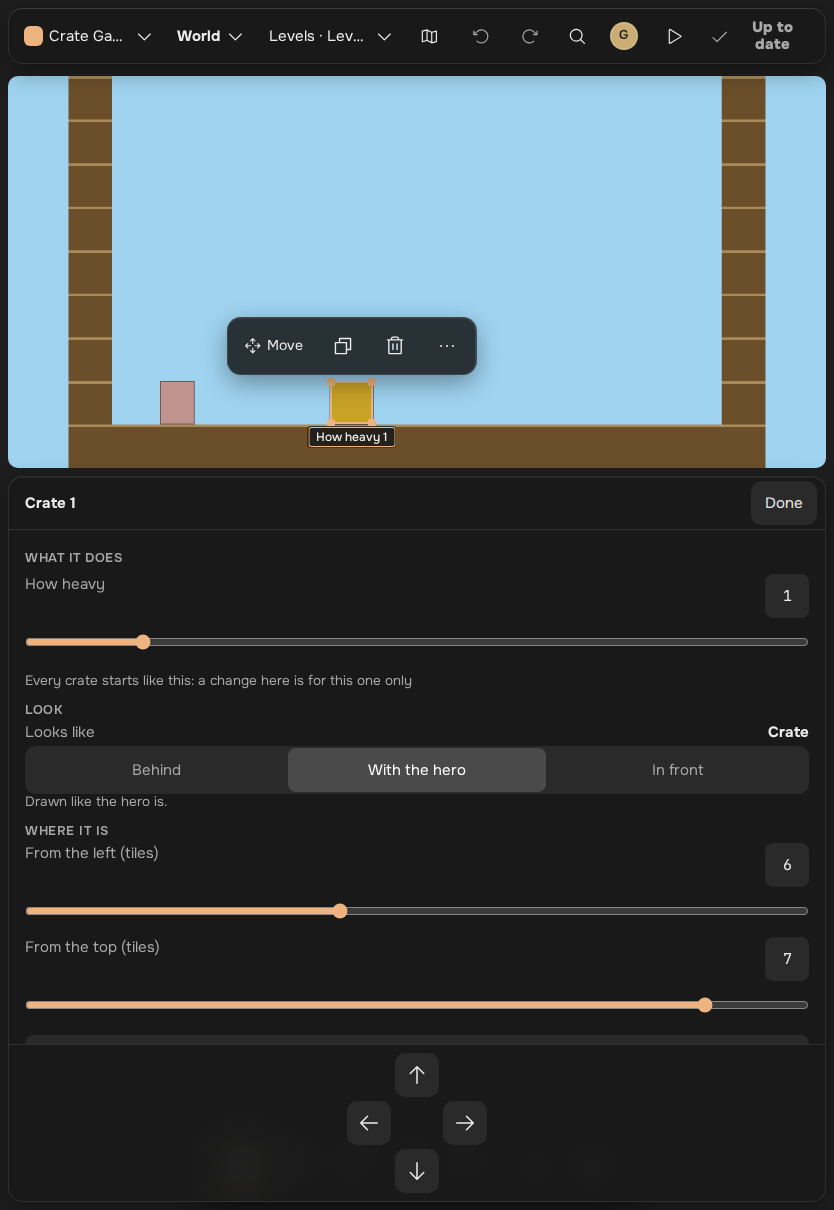 Crate Ga...
World
Levels · Lev...
G
Up to
date
Move
How heavy 1
Crate 1
Done
WHAT IT DOES
How heavy
1
Every crate starts like this: a change here is for this one only
LOOK
Looks like
Crate
Behind
With the hero
In front
Drawn like the hero is.
WHERE IT IS
From the left (tiles)
6
From the top (tiles)
7